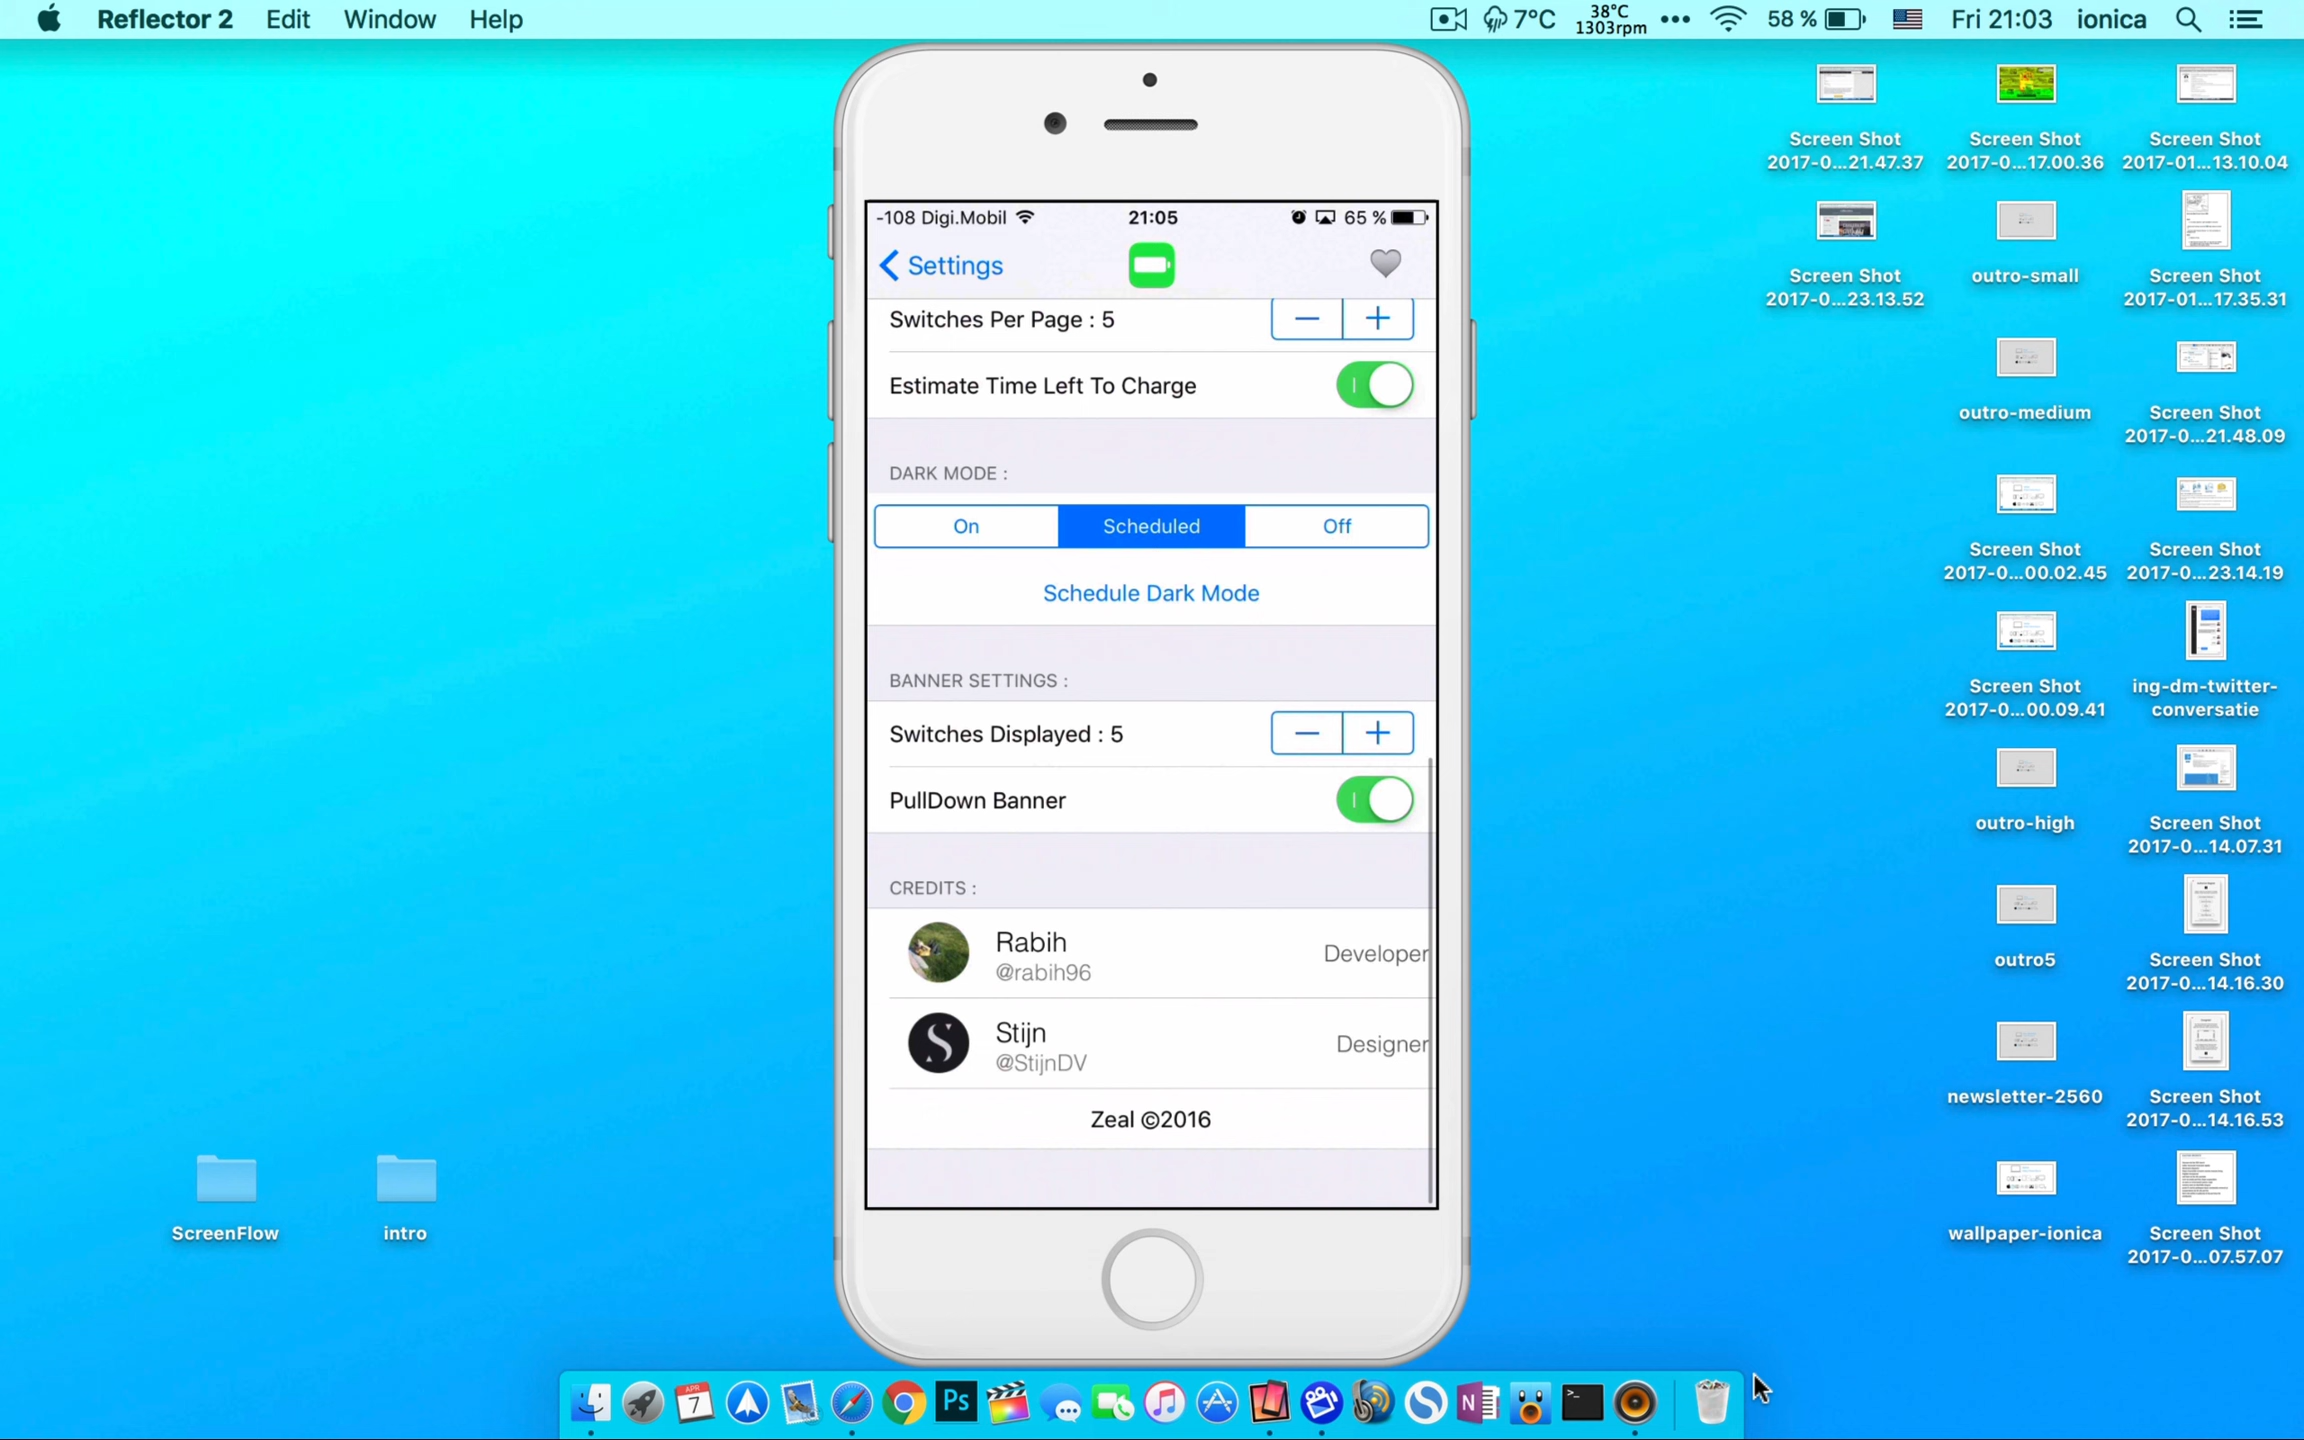 Reflector 2 Edit Window Help
7°C 38°C 1303rpm 58 % Fri 21:03 ionica
-108 Digi.Mobil 21:05 65 %
Settings
Switches Per Page : 5
Estimate Time Left To Charge
DARK MODE :
On Scheduled Off
Schedule Dark Mode
BANNER SETTINGS :
Switches Displayed : 5
PullDown Banner
CREDITS :
Rabih
@rabih96
Developer
Stijn
@StijnDV
Designer
Zeal ©2016
Screen Shot
2017-0...21.47.37
Screen Shot
2017-0...17.00.36
Screen Shot
2017-01...13.10.04
Screen Shot
2017-0...23.13.52
outro-small
Screen Shot
2017-01...17.35.31
outro-medium
Screen Shot
2017-0...21.48.09
Screen Shot
2017-0...00.02.45
Screen Shot
2017-0...23.14.19
Screen Shot
2017-0...00.09.41
ing-dm-twitter-
conversatie
outro-high
Screen Shot
2017-0...14.07.31
outro5
Screen Shot
2017-0...14.16.30
newsletter-2560
Screen Shot
2017-0...14.16.53
wallpaper-ionica
Screen Shot
2017-0...07.57.07
ScreenFlow
intro
APR
7
Ps
N